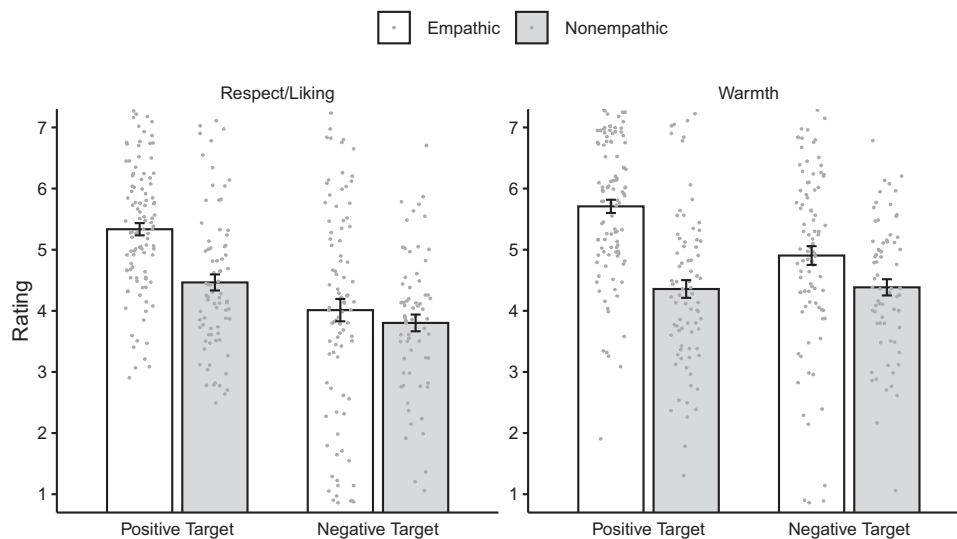 Empathic Nonempathic
Respect/Liking
Warmth
Rating
7
6
5
4
3
2
1
7
6
5
4
3
2
1
Positive Target Negative Target
Positive Target Negative Target